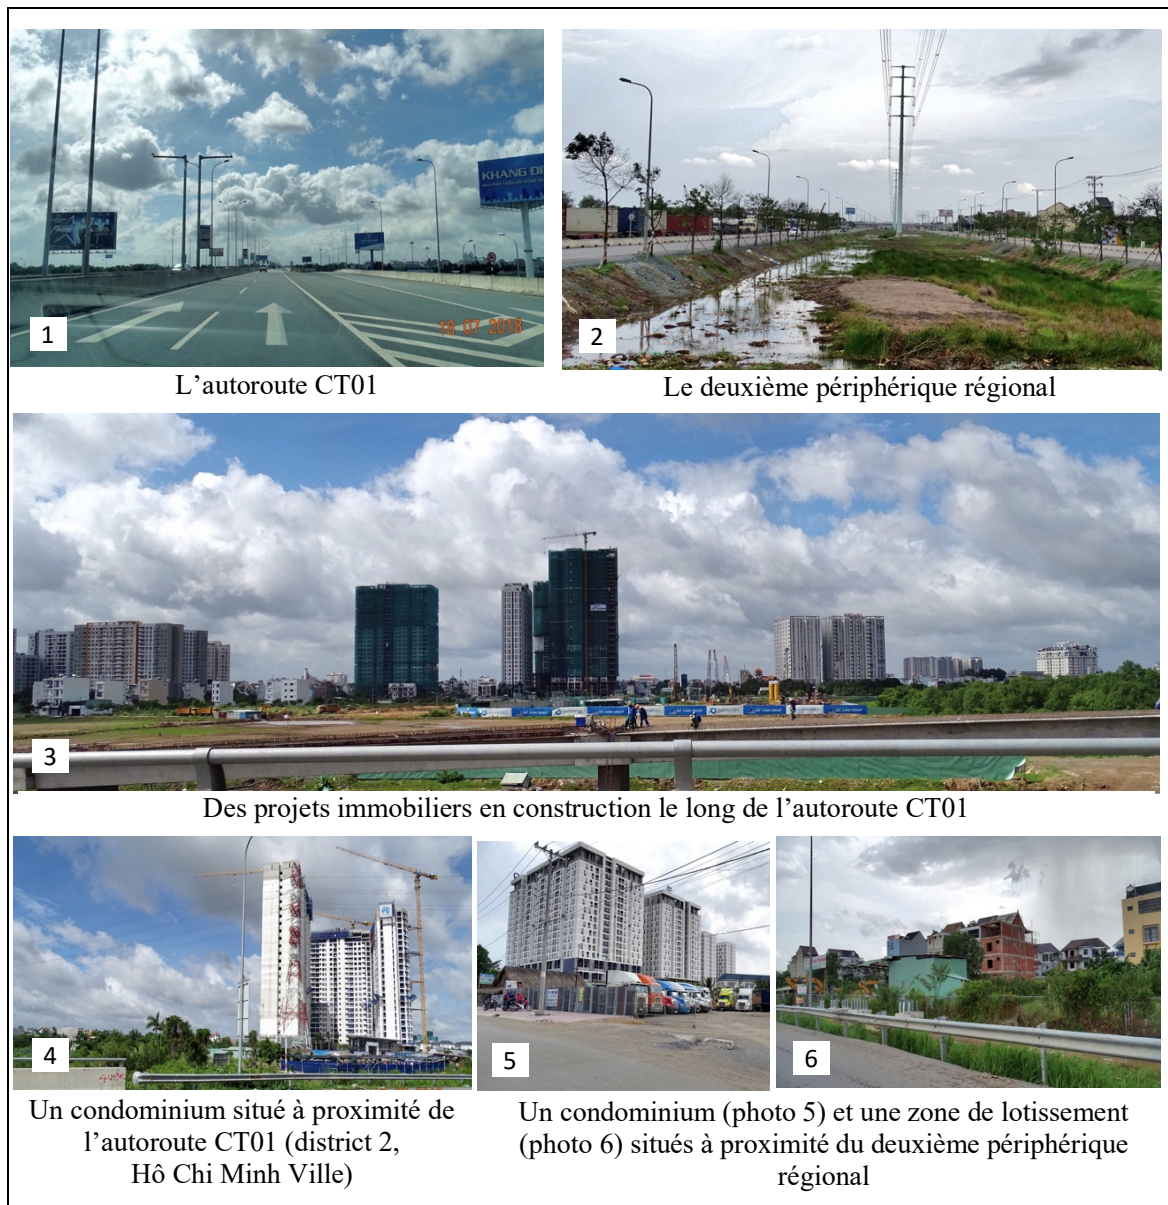 KHANG ĐI
18 07 2018
1
2
L'autoroute CT01
Le deuxième périphérique régional
3
Des projets immobiliers en construction le long de l'autoroute CT01
4
5
6
Un condominium situé à proximité de
l'autoroute CT01 (district 2,
Hô Chi Minh Ville)
Un condominium (photo 5) et une zone de lotissement
(photo 6) situés à proximité du deuxième périphérique
régional